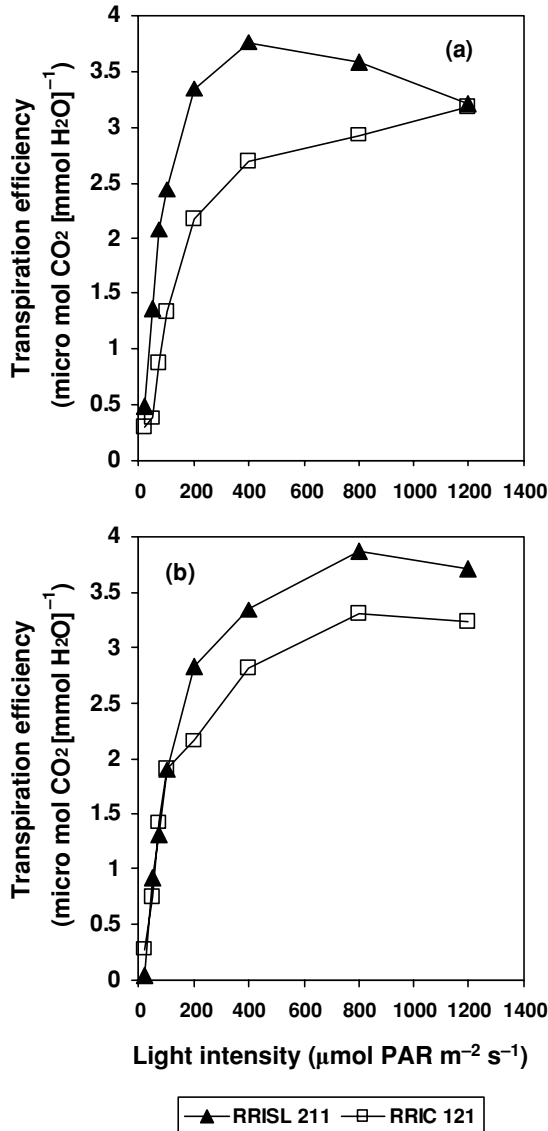 4
3.5
3
2.5
2
1.5
1
0.5
0
(a)
Transpiration efficiency
(micro mol CO₂ [mmol H₂O]⁻¹
0 200 400 600 800 1000 1200 1400
4
3.5
3
2.5
2
1.5
1
0.5
0
(b)
Transpiration efficiency
(micro mol CO₂ [mmol H₂O]⁻¹
0 200 400 600 800 1000 1200 1400
Light intensity (μmol PAR m⁻² s⁻¹)
RRISL 211 RRIC 121